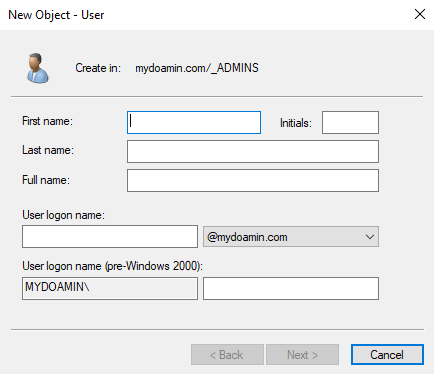 New Object - User
Create in: mydoamin.com/_ADMINS
First name: Initials:
Last name:
Full name:
User logon name:
@mydoamin.com
User logon name (pre-Windows 2000):
MYDOAMIN\
< Back Next > Cancel